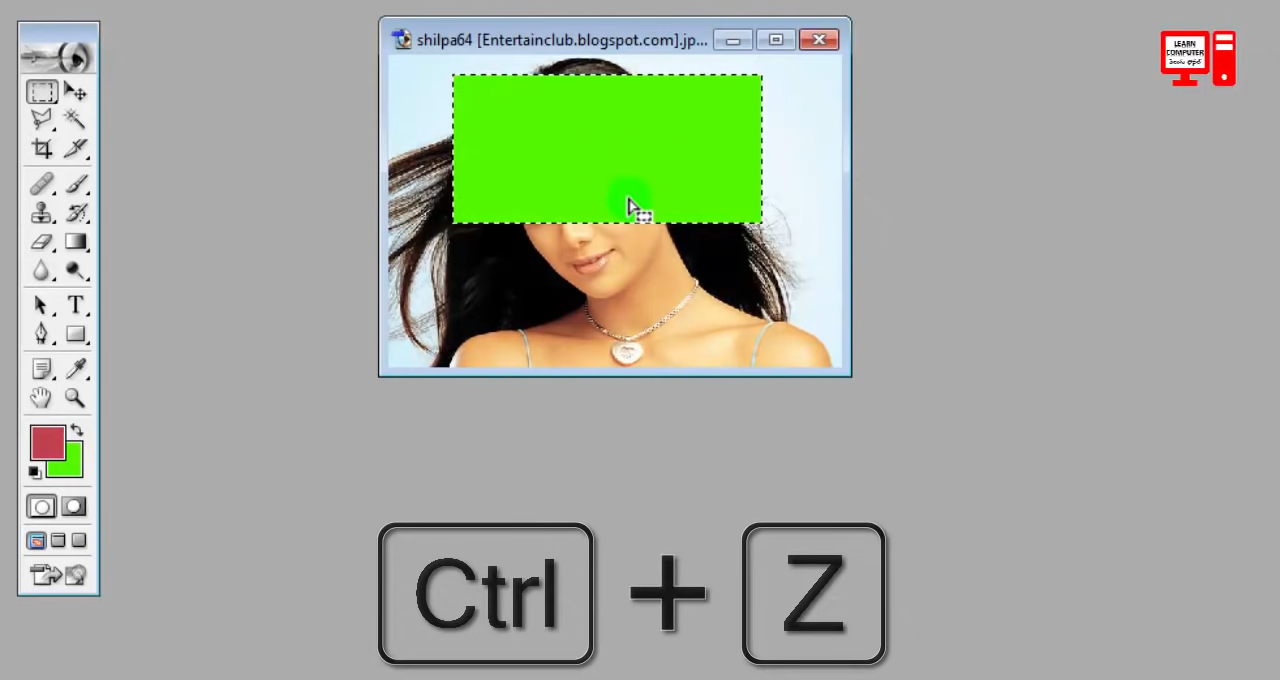 shilpa64 [Entertainclub.blogspot.com].jp...
LEARN
COMPUTER
T
Ctrl + Z